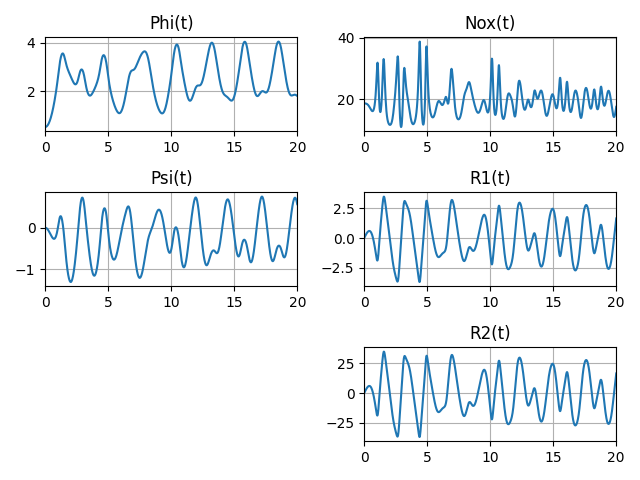 Phi(t)
4
2
0 5 10 15 20
Nox(t)
40
20
0 5 10 15 20
Psi(t)
0
−1
0 5 10 15 20
R1(t)
2.5
0.0
−2.5
0 5 10 15 20
R2(t)
25
0
−25
0 5 10 15 20